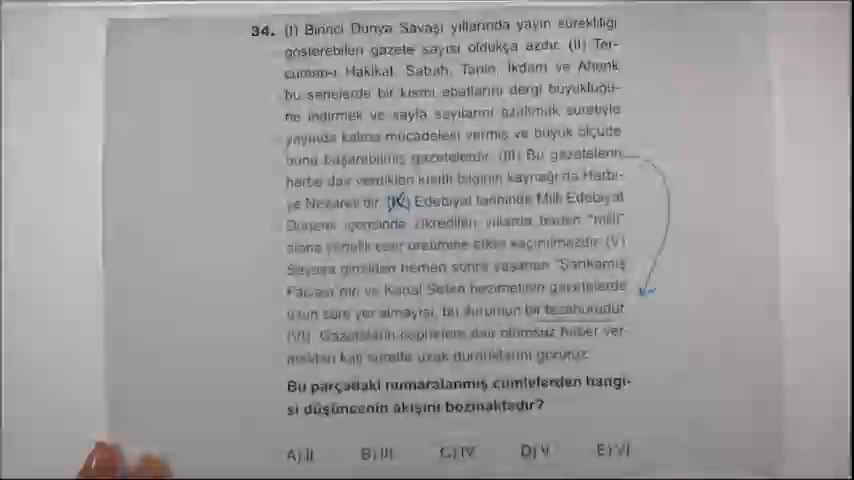 34. (I) Birinci Dünya Savaşı yıllarında yayın sürekliliği
gösterebilen gazete sayısı oldukça azdır. (II) Ter-
cüman-ı Hakikat, Sabah, Tanin, İkdam ve Ahenk
bu senelerde bir kısmı ebatlarını dergi büyüklüğü-
ne indirmek ve sayfa sayılarını azaltmak suretiyle
yayında kalma mücadelesi vermiş ve büyük ölçüde
bunu başarabilmiş gazetelerdir. (III) Bu gazetelerin
harbe dair verdikleri kısıtlı bilginin kaynağı da Harbi-
ye Nezareti'dir. (IV) Edebiyat tarihinde Milli Edebiyat
Dönemi içerisinde zikredilen yıllarda harbin "milli"
alana yönelik eser üretimine etkisi kaçınılmazdır. (V)
Savaşa girilmen hemen sonra yaşanan "Sarıkamış
Faciası"nın ve Kanal Seferi hezimetinin gazetelerde
uzun süre yer almayışı, bu durumun bir tezahürüdür.
(VI) Gazetelerin cephelere dair olumsuz haber ver-
mekten kati surette uzak durduklarını görürüz.
Bu parçadaki numaralanmış cümlelerden hangi-
si düşüncenin akışını bozmaktadır?
A) II B) III C) IV D) V E) VI